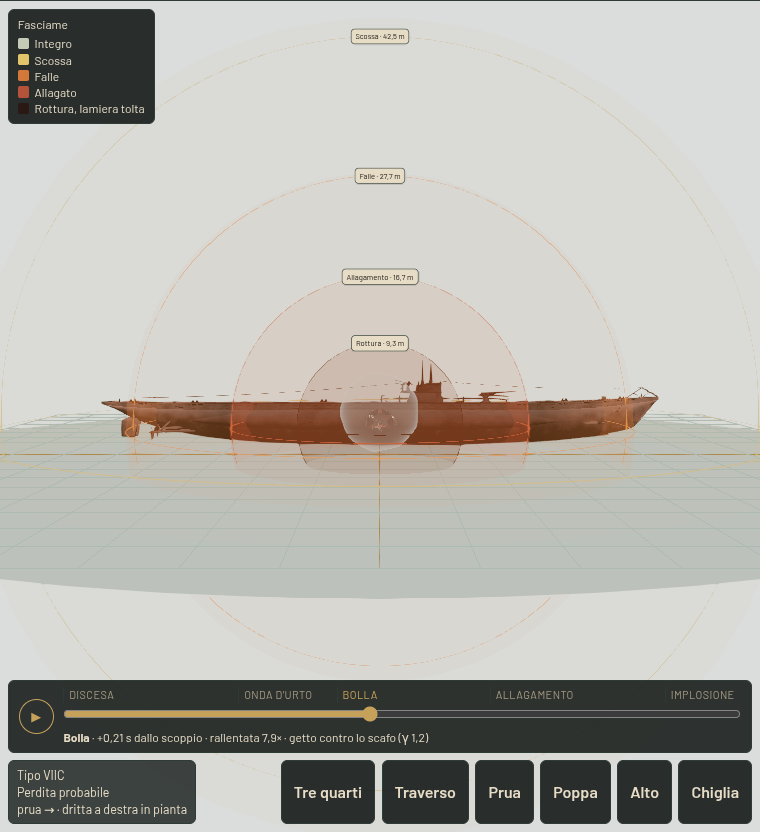 Fasciame
Integro
Scossa
Falle
Allagato
Rottura, lamiera tolta
Scossa · 42,5 m
Falle · 27,7 m
Allagamento · 16,7 m
Rottura · 9,3 m
DISCESA ONDA D'URTO BOLLA ALLAGAMENTO IMPLOSIONE
Bolla · +0,21 s dallo scoppio · rallentata 7,9× · getto contro lo scafo (γ 1,2)
Tipo VIIC
Perdita probabile
prua → · dritta a destra in pianta
Tre quarti
Traverso
Prua
Poppa
Alto
Chiglia